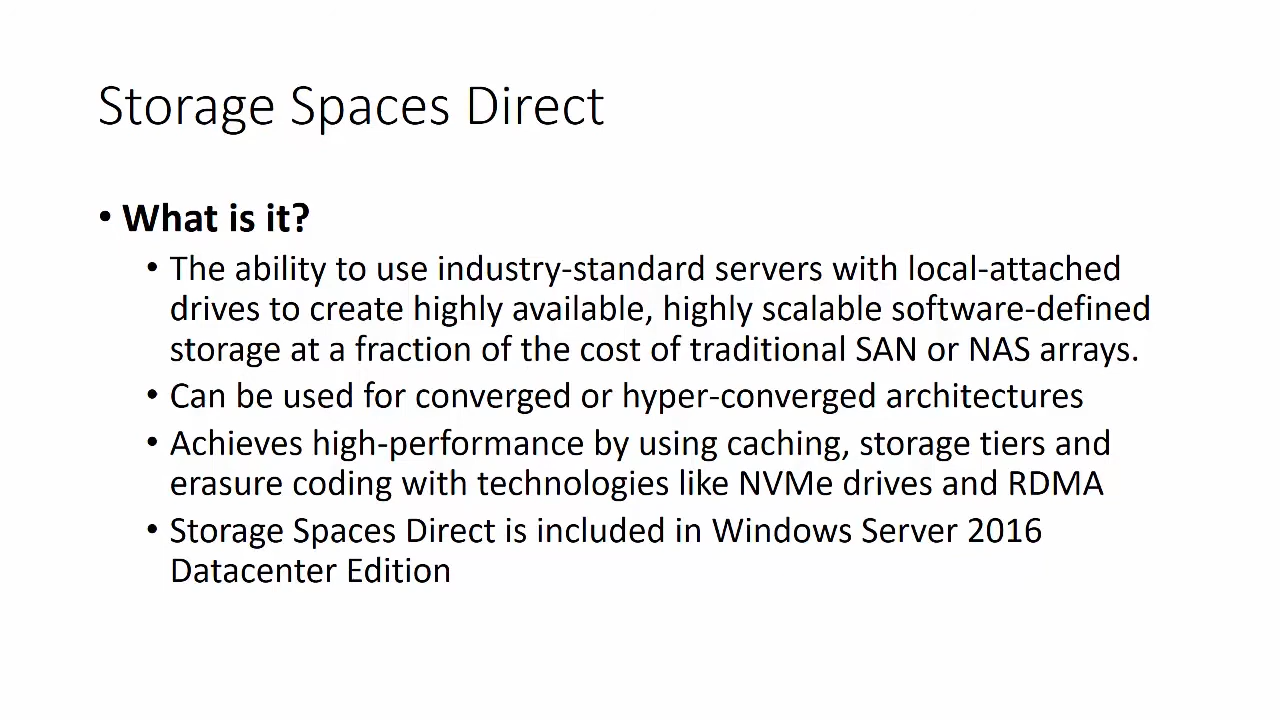 Storage Spaces Direct
• What is it?
• The ability to use industry-standard servers with local-attached
drives to create highly available, highly scalable software-defined
storage at a fraction of the cost of traditional SAN or NAS arrays.
• Can be used for converged or hyper-converged architectures
• Achieves high-performance by using caching, storage tiers and
erasure coding with technologies like NVMe drives and RDMA
• Storage Spaces Direct is included in Windows Server 2016
Datacenter Edition